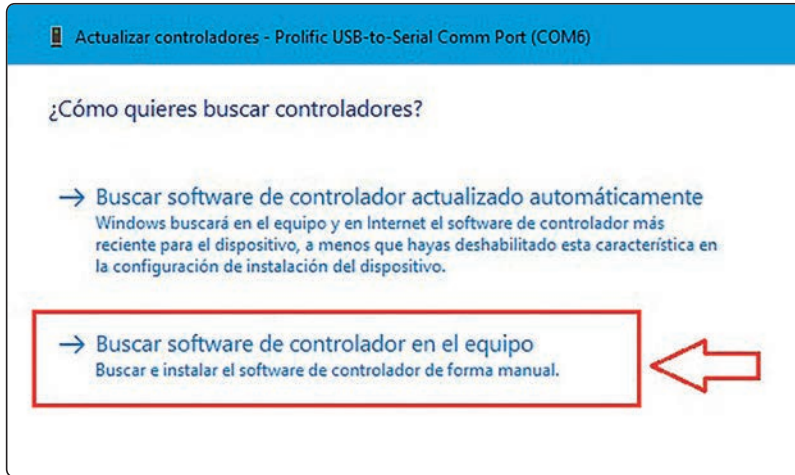 Actualizar controladores - Prolific USB-to-Serial Comm Port (COM6)
¿Cómo quieres buscar controladores?
→ Buscar software de controlador actualizado automáticamente
Windows buscará en el equipo y en Internet el software de controlador más
reciente para el dispositivo, a menos que hayas deshabilitado esta característica en
la configuración de instalación del dispositivo.
→ Buscar software de controlador en el equipo
Buscar e instalar el software de controlador de forma manual.